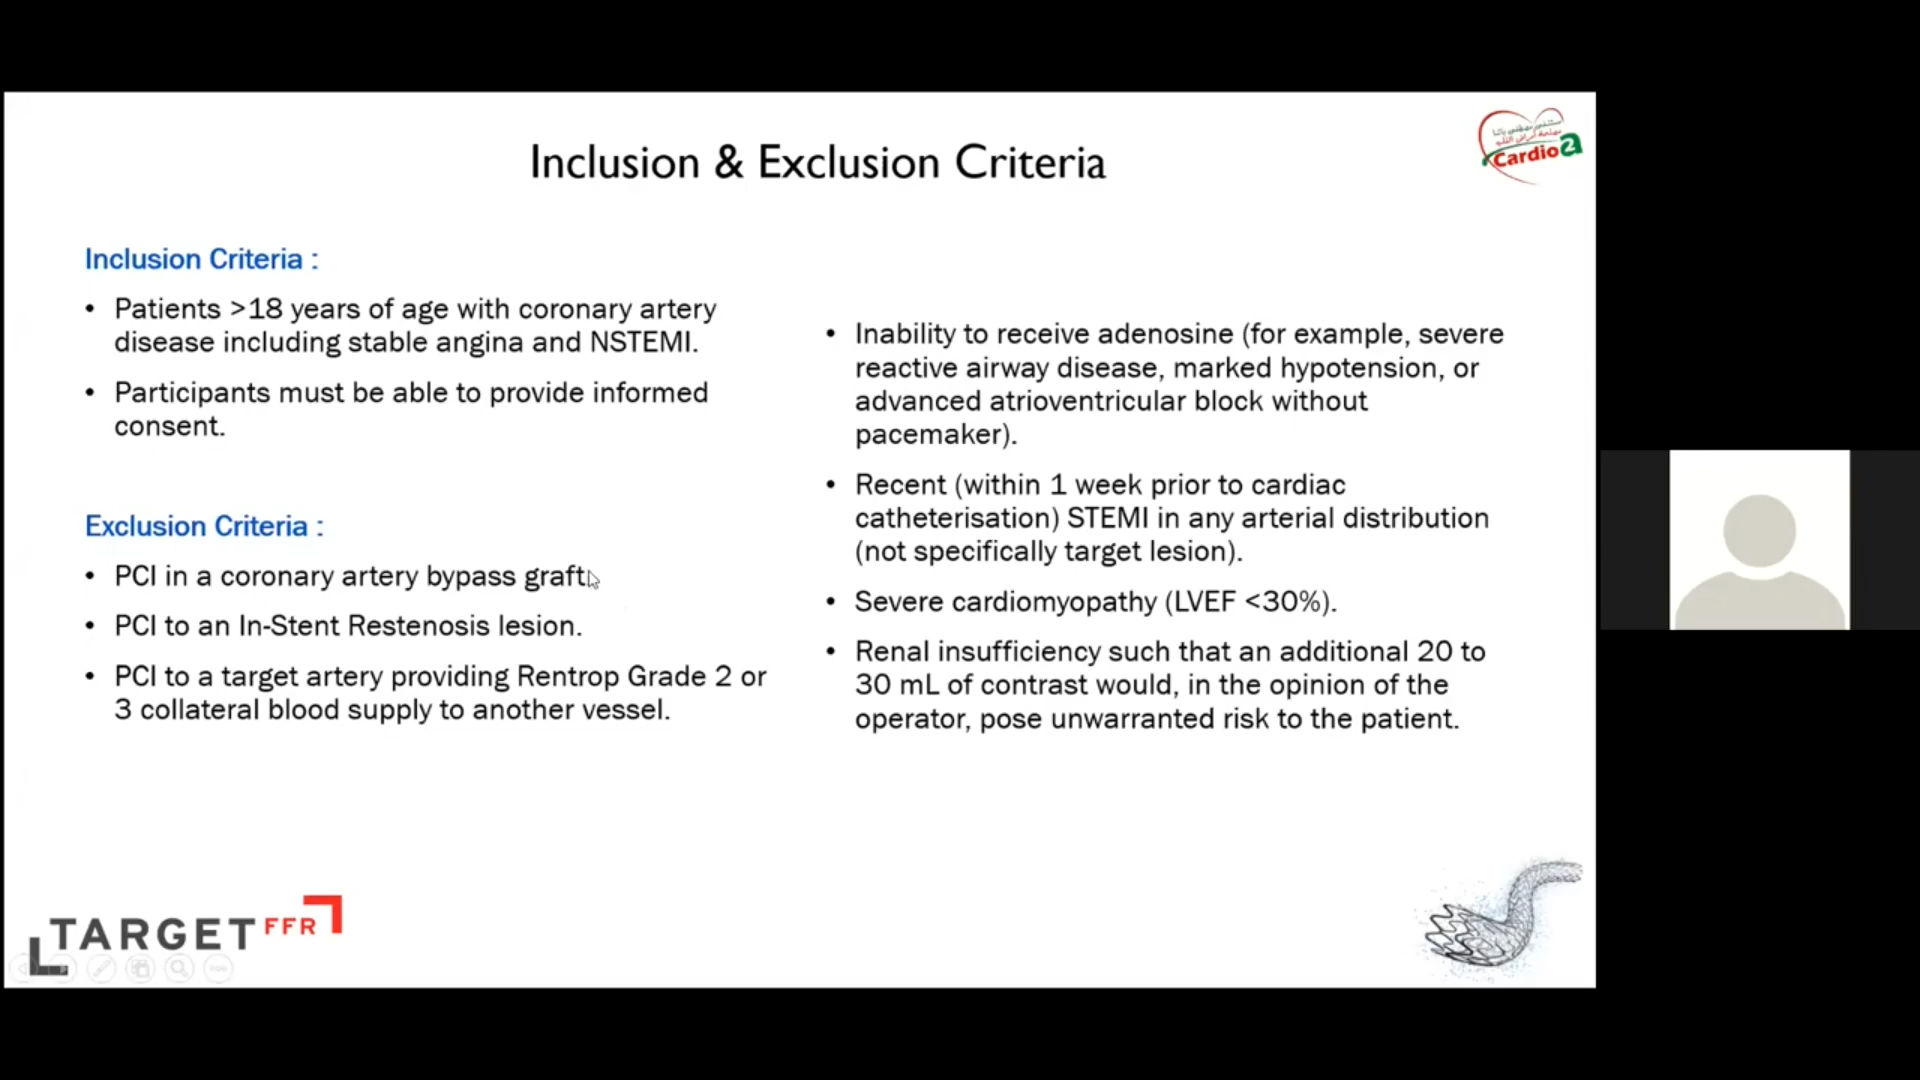 Inclusion & Exclusion Criteria
Cardio2
Inclusion Criteria :
• Patients >18 years of age with coronary artery
disease including stable angina and NSTEMI.
• Participants must be able to provide informed
consent.
Exclusion Criteria :
• PCI in a coronary artery bypass graft.
• PCI to an In-Stent Restenosis lesion.
• PCI to a target artery providing Rentrop Grade 2 or
3 collateral blood supply to another vessel.
• Inability to receive adenosine (for example, severe
reactive airway disease, marked hypotension, or
advanced atrioventricular block without
pacemaker).
• Recent (within 1 week prior to cardiac
catheterisation) STEMI in any arterial distribution
(not specifically target lesion).
• Severe cardiomyopathy (LVEF <30%).
• Renal insufficiency such that an additional 20 to
30 mL of contrast would, in the opinion of the
operator, pose unwarranted risk to the patient.
TARGET FFR